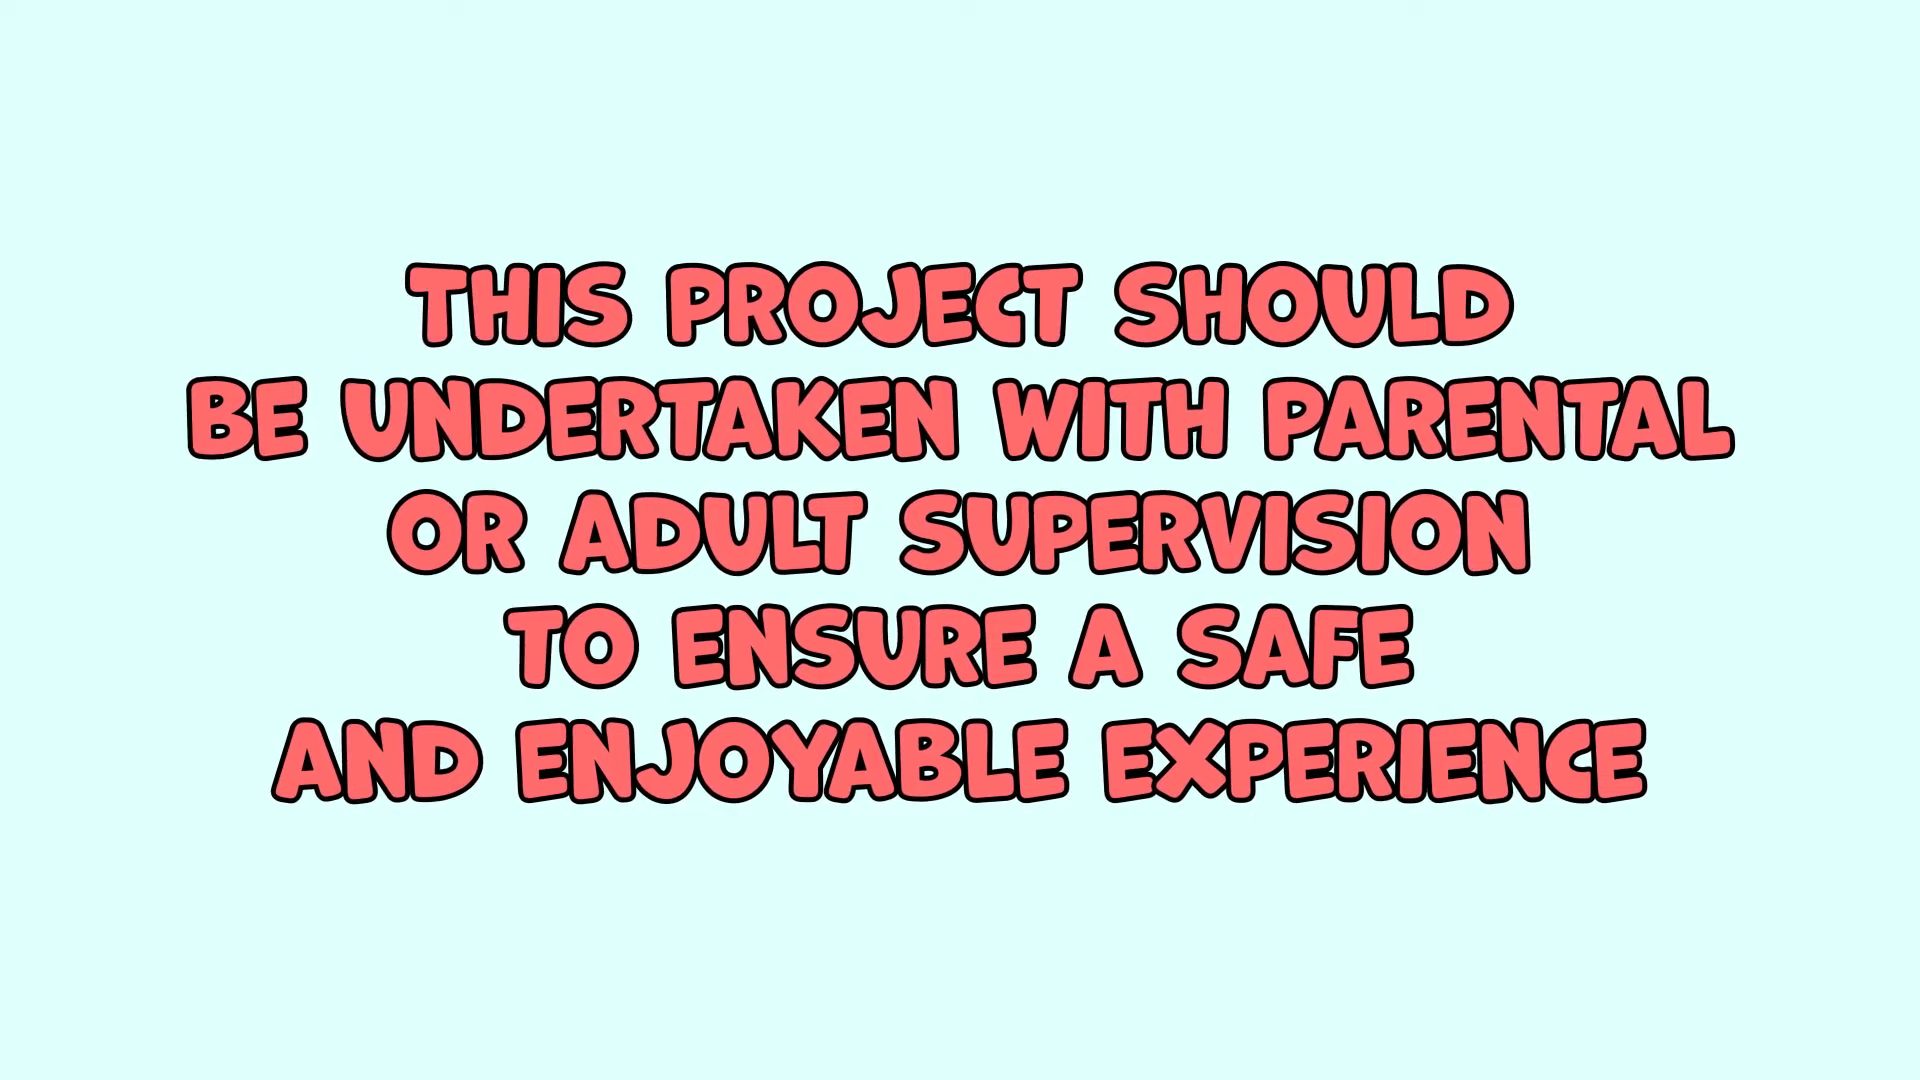 THIS PROJECT SHOULD
BE UNDERTAKEN WITH PARENTAL
OR ADULT SUPERVISION
TO ENSURE A SAFE
AND ENJOYABLE EXPERIENCE